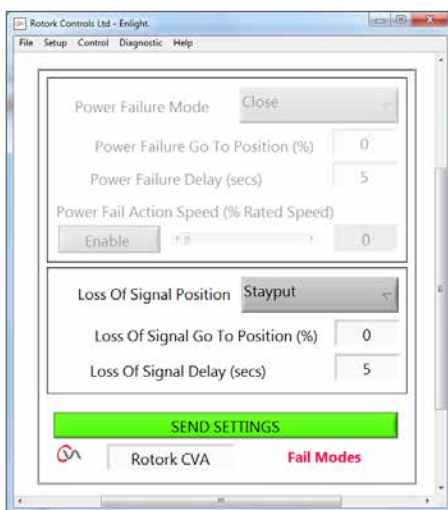 Rotork Controls Ltd - Enlight.
File Setup Control Diagnostic Help
Power Failure Mode Close
Power Failure Go To Position (%) 0
Power Failure Delay (secs) 5
Power Fail Action Speed (% Rated Speed)
Enable 0
Loss Of Signal Position Stayput
Loss Of Signal Go To Position (%) 0
Loss Of Signal Delay (secs) 5
SEND SETTINGS
Rotork CVA Fail Modes